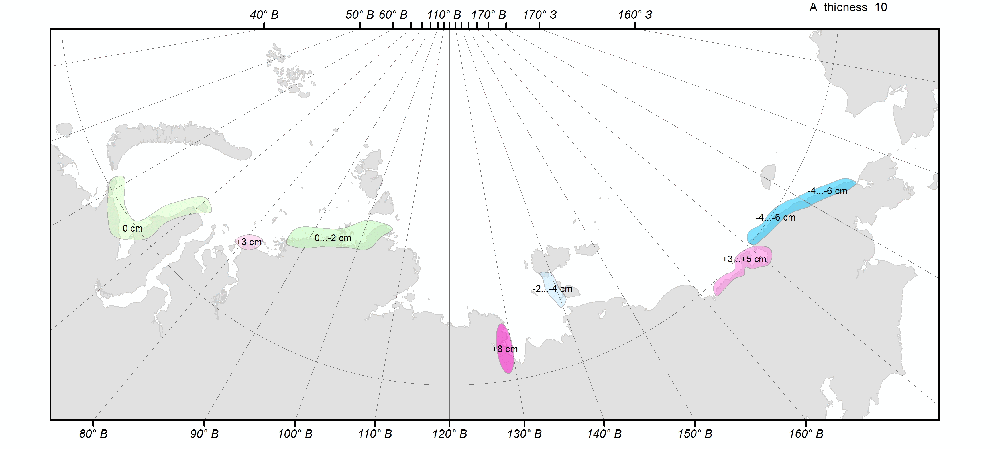 A_thicness_10
40° В 50° В 60° В 110° В 170° В 170° З 160° З
-4...-6 cm
-4...-6 cm
0 cm
0...-2 cm
+3 cm
+3...+5 cm
-2...-4 cm
+8 cm
80° В 90° В 100° В 110° В 120° В 130° В 140° В 150° В 160° В